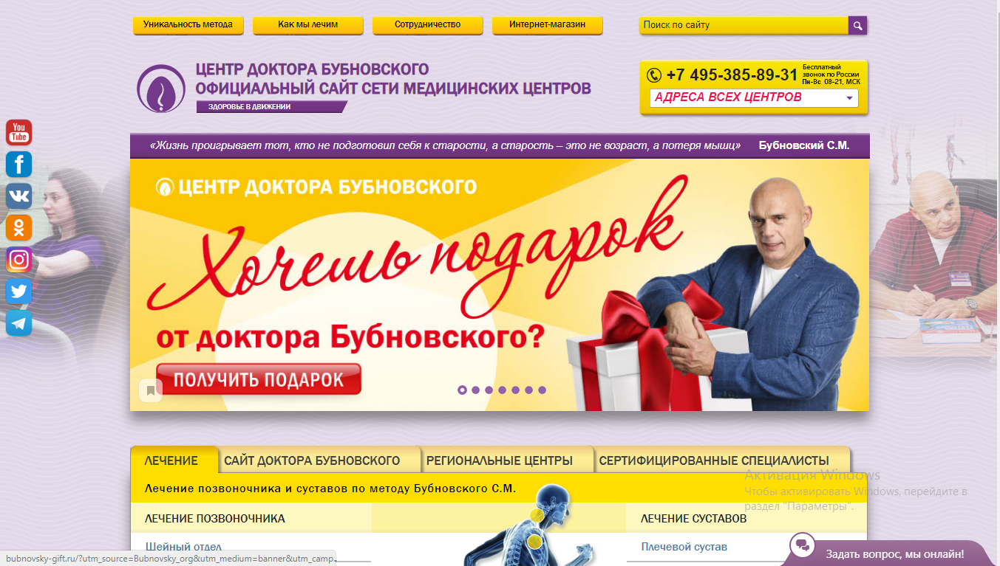 Уникальность метода
Как мы лечим
Сотрудничество
Интернет-магазин
Поиск по сайту
ЦЕНТР ДОКТОРА БУБНОВСКОГО
ОФИЦИАЛЬНЫЙ САЙТ СЕТИ МЕДИЦИНСКИХ ЦЕНТРОВ
ЗДОРОВЬЕ В ДВИЖЕНИИ
+7 495-385-89-31
Бесплатный
звонок по России
Пн-Вс 08-21, МСК
АДРЕСА ВСЕХ ЦЕНТРОВ
You
Tube
«Жизнь проигрывает тот, кто не подготовил себя к старости, а старость – это не возраст, а потеря мышц» Бубновский С.М.
ЦЕНТР ДОКТОРА БУБНОВСКОГО
Хочешь подарок
от доктора Бубновского?
ПОЛУЧИТЬ ПОДАРОК
ЛЕЧЕНИЕ
САЙТ ДОКТОРА БУБНОВСКОГО
РЕГИОНАЛЬНЫЕ ЦЕНТРЫ
СЕРТИФИЦИРОВАННЫЕ СПЕЦИАЛИСТЫ
Активация Windows
Чтобы активировать Windows, перейдите в
раздел "Параметры".
Лечение позвоночника и суставов по методу Бубновского С.М.
ЛЕЧЕНИЕ ПОЗВОНОЧНИКА
ЛЕЧЕНИЕ СУСТАВОВ
Шейный отдел
Плечевой сустав
bubnovsky-gift.ru/?utm_source=Bubnovsky_org&utm_medium=banner&utm_camp...
Задать вопрос, мы онлайн!